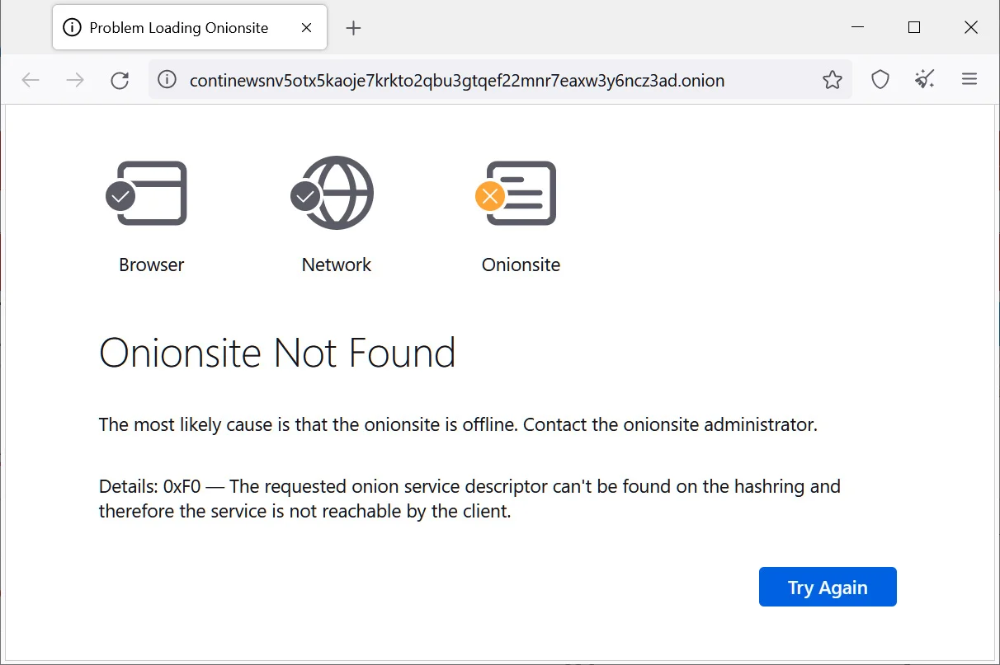 Problem Loading Onionsite
continewsnv5otx5kaoje7krkto2qbu3gtqef22mnr7eaxw3y6ncz3ad.onion
Browser
Network
Onionsite
Onionsite Not Found
The most likely cause is that the onionsite is offline. Contact the onionsite administrator.
Details: 0xF0 — The requested onion service descriptor can't be found on the hashring and
therefore the service is not reachable by the client.
Try Again